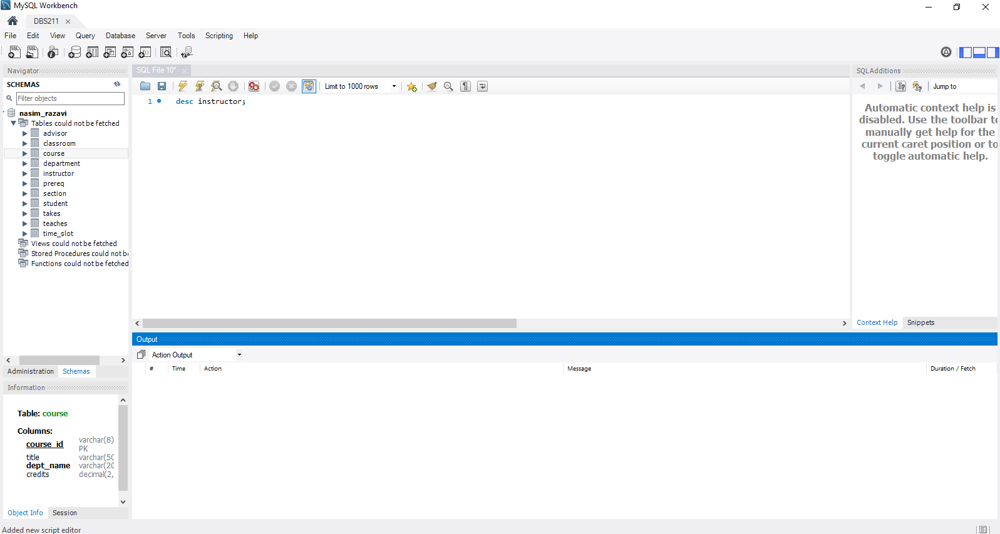 MySQL Workbench
DBS211
File Edit View Query Database Server Tools Scripting Help
Navigator
SCHEMAS
Filter objects
nasim_razavi
Tables could not be fetched
advisor
classroom
course
department
instructor
prereq
section
student
takes
teaches
time_slot
Views could not be fetched
Stored Procedures could not b
Functions could not be fetched
Administration Schemas
Information
Table: course
Columns:
course_id varchar(8)
PK
title varchar(50
dept_name varchar(20
credits decimal(2,
Object Info Session
SQL File 10*
Limit to 1000 rows
1 desc instructor;
SQLAdditions
Jump to
Automatic context help is
disabled. Use the toolbar to
manually get help for the
current caret position or to
toggle automatic help.
Context Help Snippets
Output
Action Output
# Time Action Message Duration / Fetch
Added new script editor